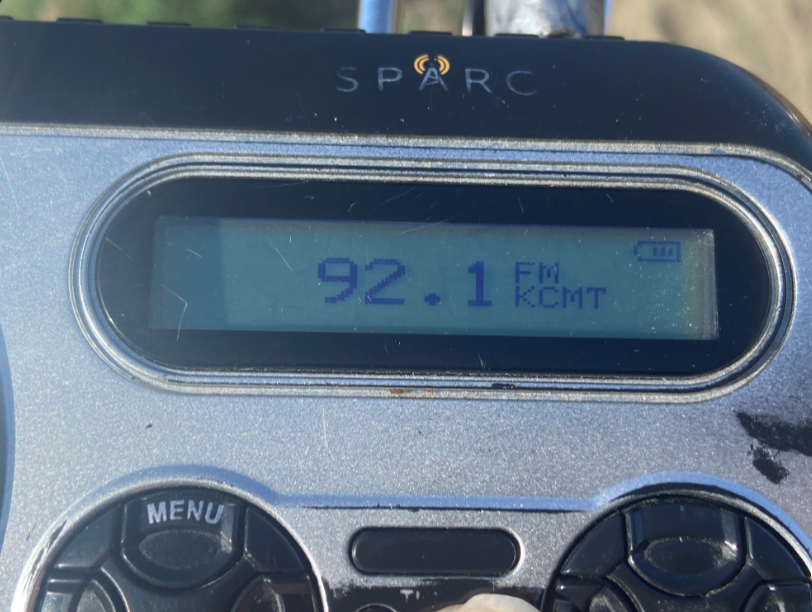 SPARC
92.1 FM
KCMT
MENU